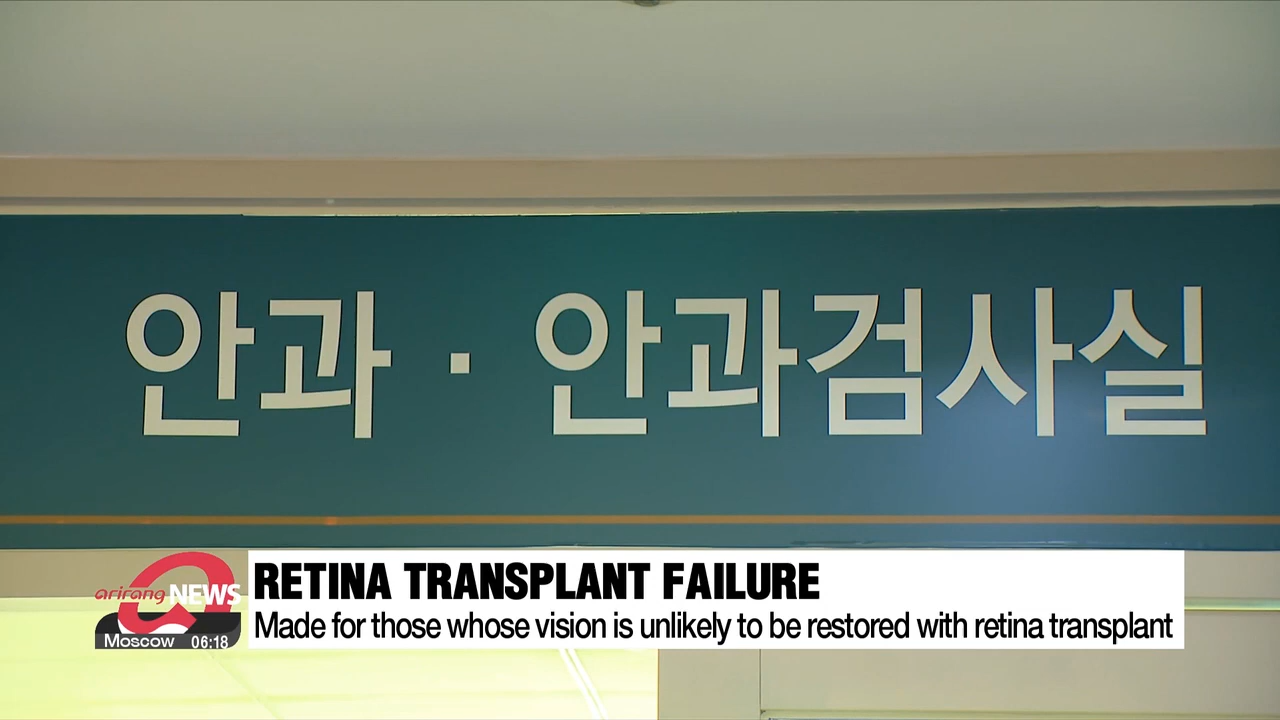 안과 · 안과검사실
RETINA TRANSPLANT FAILURE
arirang NEWS
Made for those whose vision is unlikely to be restored with retina transplant
Moscow 06:18